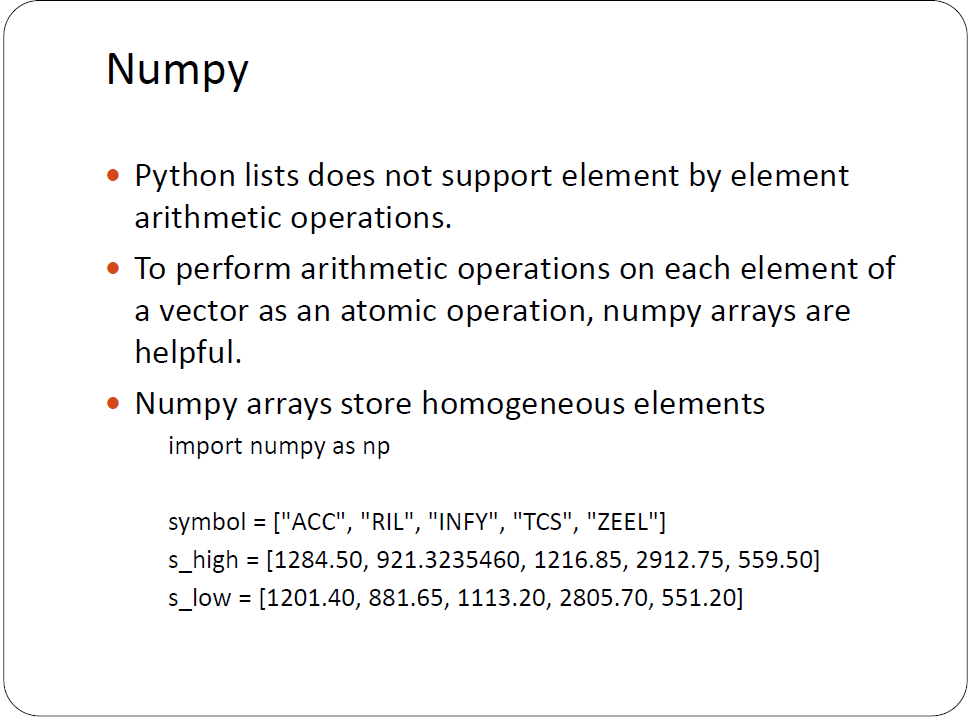 Numpy
• Python lists does not support element by element
arithmetic operations.
• To perform arithmetic operations on each element of
a vector as an atomic operation, numpy arrays are
helpful.
• Numpy arrays store homogeneous elements
import numpy as np
symbol = ["ACC", "RIL", "INFY", "TCS", "ZEEL"]
s_high = [1284.50, 921.3235460, 1216.85, 2912.75, 559.50]
s_low = [1201.40, 881.65, 1113.20, 2805.70, 551.20]